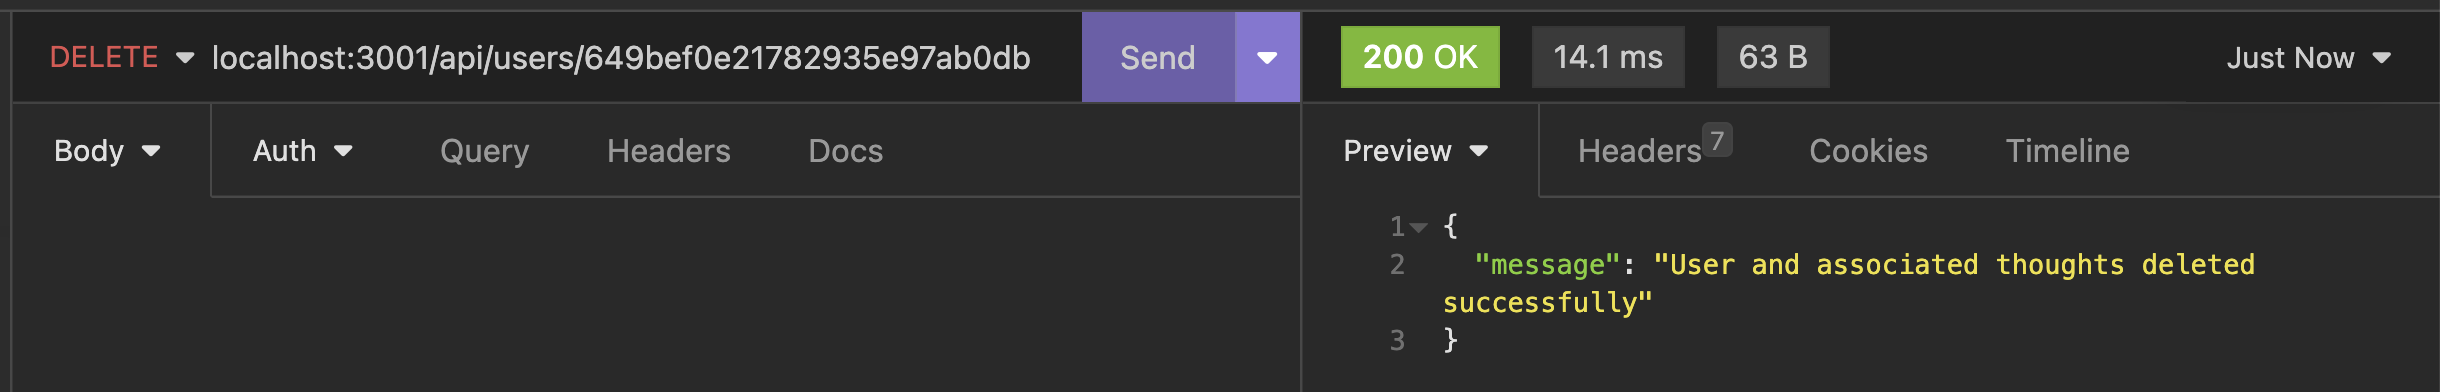 DELETE localhost:3001/api/users/649bef0e21782935e97ab0db Send 200 OK 14.1 ms 63 B Just Now
Body Auth Query Headers Docs Preview Headers 7 Cookies Timeline
1 {
2 "message": "User and associated thoughts deleted
successfully"
3 }